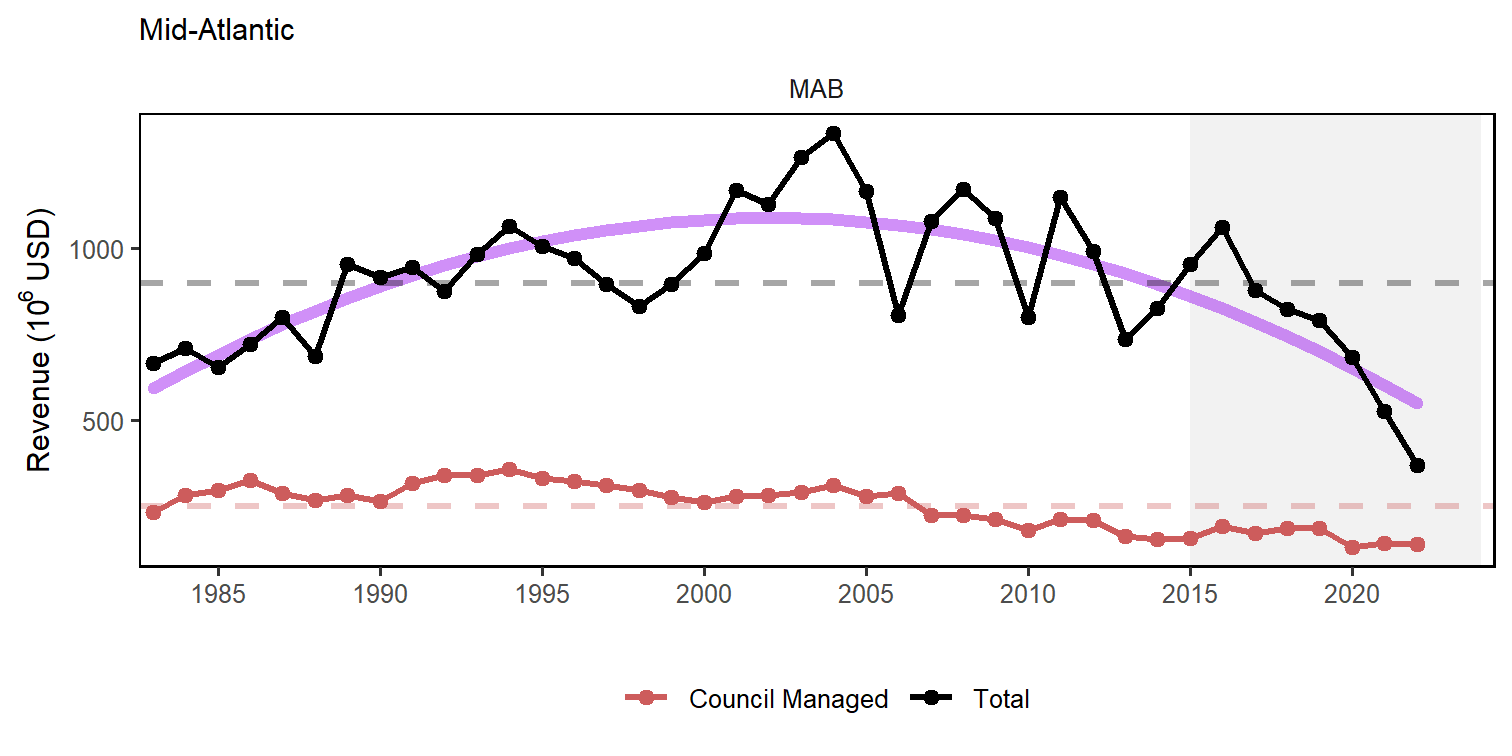 Mid-Atlantic
MAB
Revenue (10⁶ USD)
1000
500
1985 1990 1995 2000 2005 2010 2015 2020
Council Managed Total